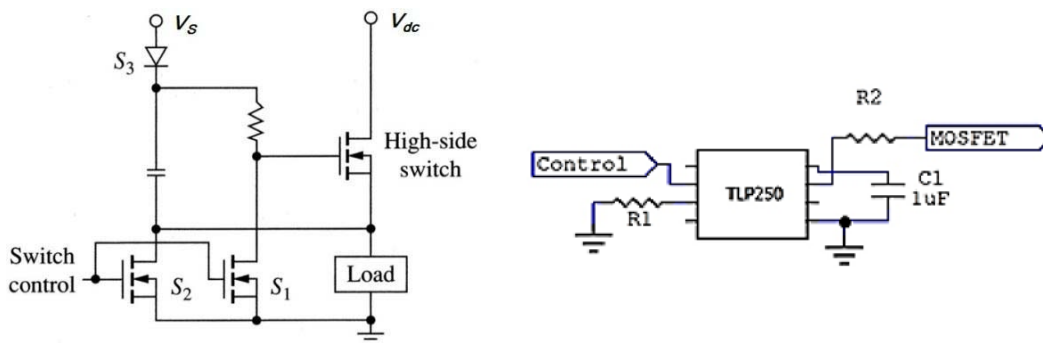 V_S
V_dc
S_3
High-side
switch
Switch
control
S_2
S_1
Load
R2
MOSFET
Control
TLP250
C1
1uF
R1